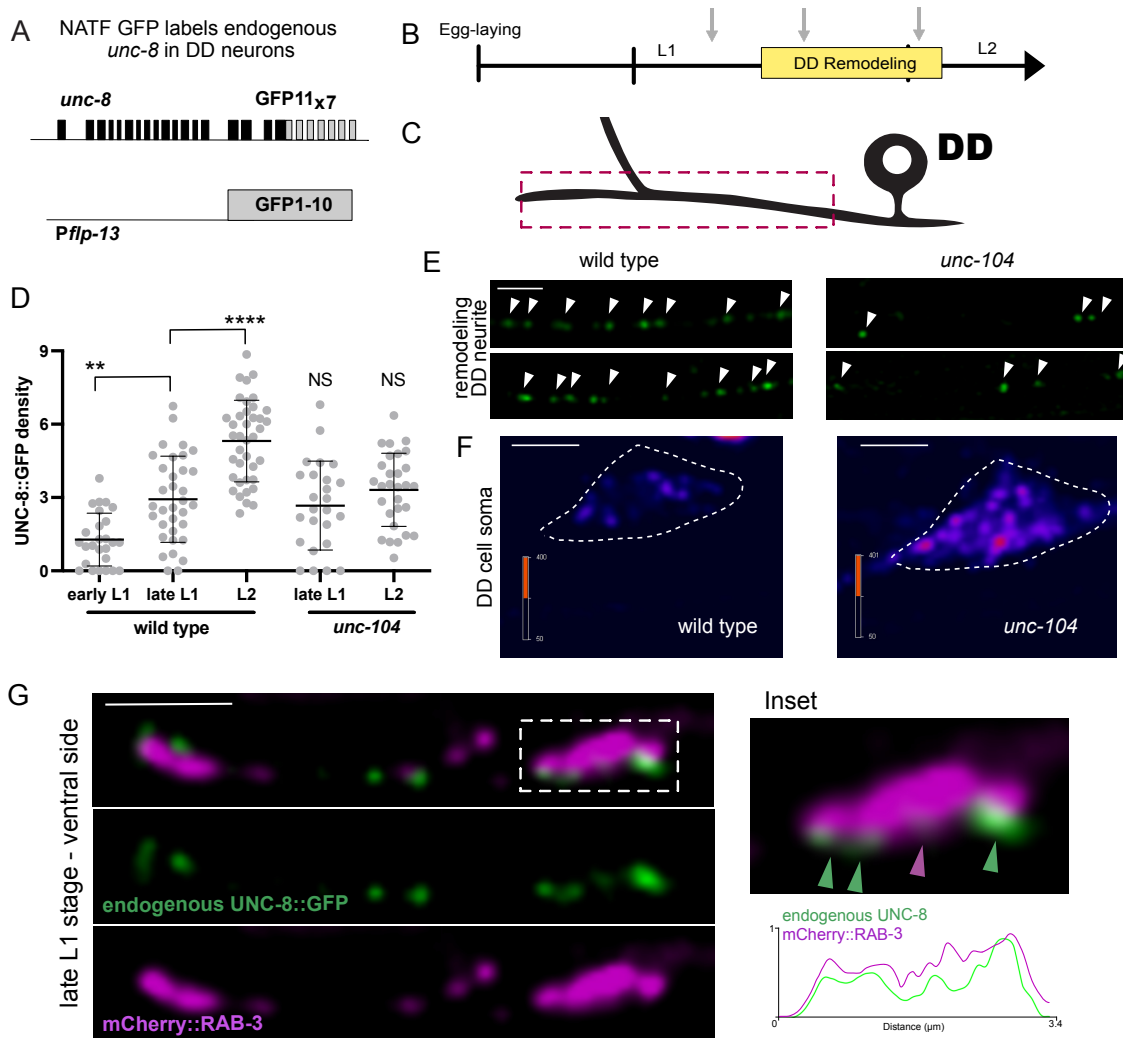 A
NATF GFP labels endogenous
unc-8 in DD neurons
unc-8
GFP11x7
GFP1-10
Pflp-13
B
Egg-laying
L1
L2
DD Remodeling
C
DD
D
UNC-8::GFP density
9
6
3
0
**
****
NS
NS
early L1
late L1
L2
late L1
L2
wild type
unc-104
E
wild type
unc-104
remodeling
DD neurite
F
DD cell soma
400
50
wild type
401
50
unc-104
G
late L1 stage - ventral side
endogenous UNC-8::GFP
mCherry::RAB-3
Inset
endogenous UNC-8
mCherry::RAB-3
1
0
Distance (µm)
3.4